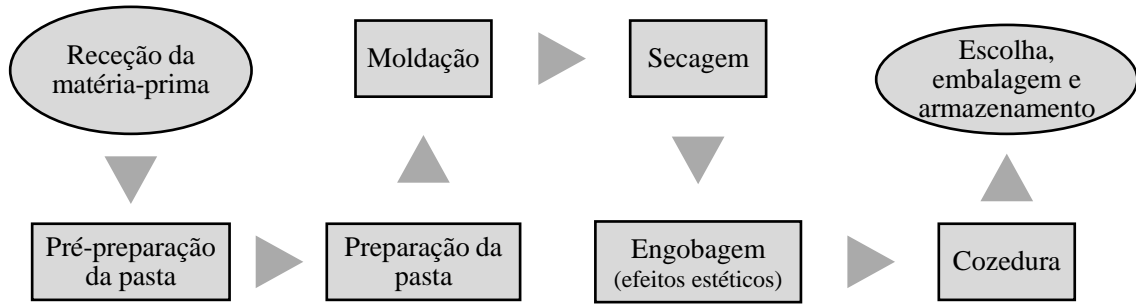 Receção da
matéria-prima
Pré-preparação
da pasta
Preparação da
pasta
Moldação
Secagem
Engobagem
(efeitos estéticos)
Cozedura
Escolha,
embalagem e
armazenamento